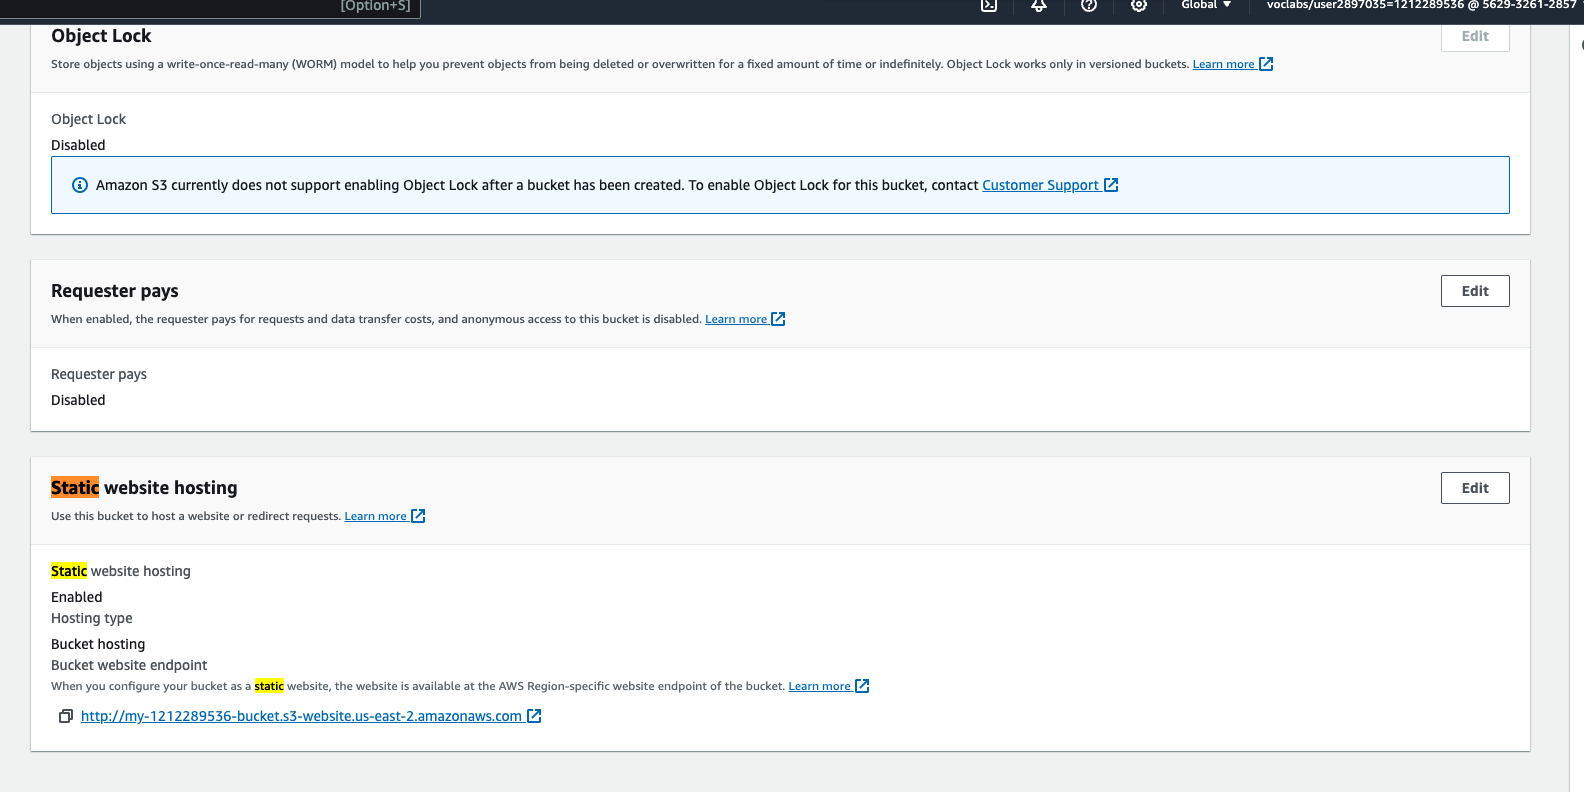 [Option+S]
Global
voclabs/user2897035=1212289536 @ 5629-3261-2857
Object Lock
Edit
Store objects using a write-once-read-many (WORM) model to help you prevent objects from being deleted or overwritten for a fixed amount of time or indefinitely. Object Lock works only in versioned buckets. Learn more
Object Lock
Disabled
Amazon S3 currently does not support enabling Object Lock after a bucket has been created. To enable Object Lock for this bucket, contact Customer Support
Requester pays
Edit
When enabled, the requester pays for requests and data transfer costs, and anonymous access to this bucket is disabled. Learn more
Requester pays
Disabled
Static website hosting
Edit
Use this bucket to host a website or redirect requests. Learn more
Static website hosting
Enabled
Hosting type
Bucket hosting
Bucket website endpoint
When you configure your bucket as a static website, the website is available at the AWS Region-specific website endpoint of the bucket. Learn more
http://my-1212289536-bucket.s3-website.us-east-2.amazonaws.com